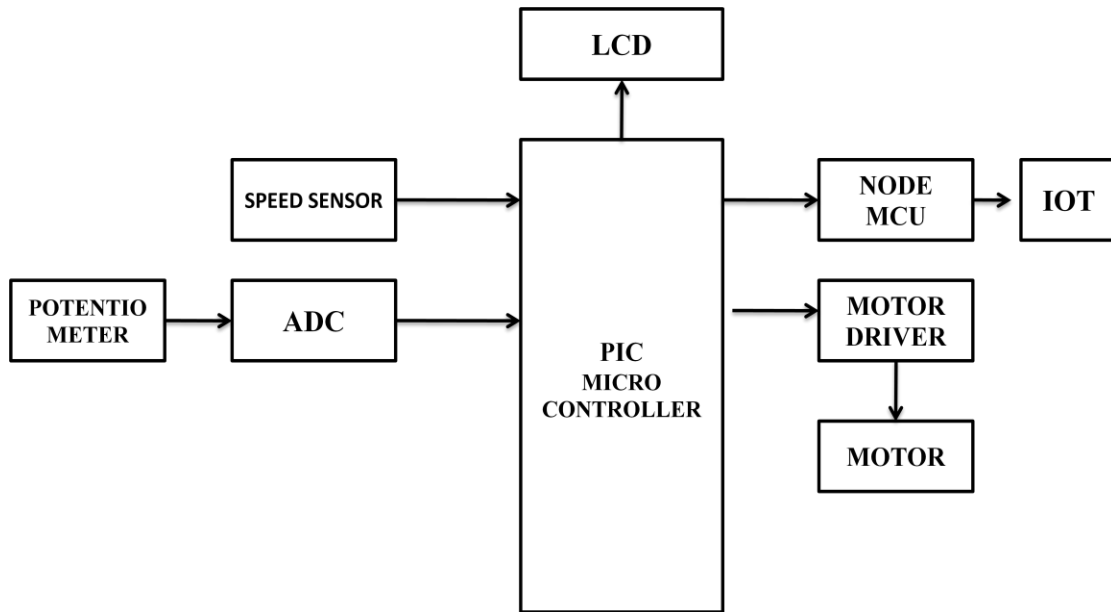 LCD
SPEED SENSOR
NODE
MCU
IOT
POTENTIO
METER
ADC
PIC
MICRO
CONTROLLER
MOTOR
DRIVER
MOTOR